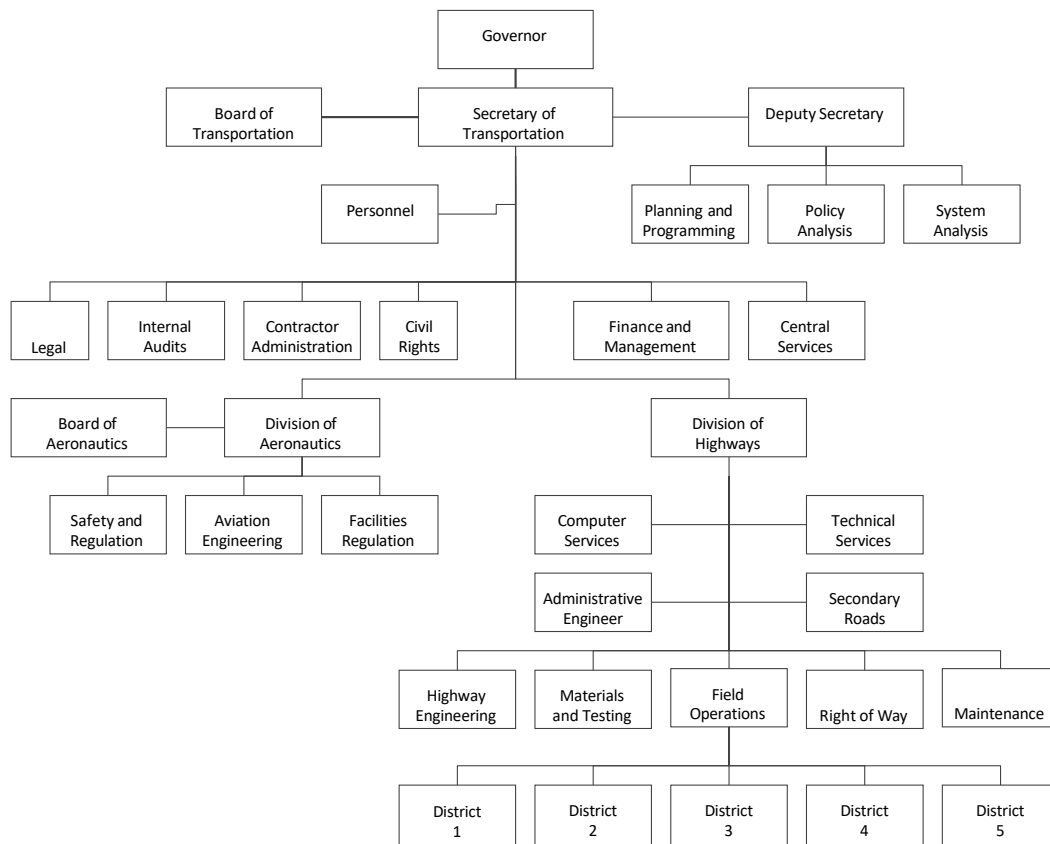 Governor
Board of
Transportation
Secretary of
Transportation
Deputy Secretary
Personnel
Planning and
Programming
Policy
Analysis
System
Analysis
Legal
Internal
Audits
Contractor
Administration
Civil
Rights
Finance and
Management
Central
Services
Board of
Aeronautics
Division of
Aeronautics
Division of
Highways
Safety and
Regulation
Aviation
Engineering
Facilities
Regulation
Computer
Services
Technical
Services
Administrative
Engineer
Secondary
Roads
Highway
Engineering
Materials
and Testing
Field
Operations
Right of Way
Maintenance
District
1
District
2
District
3
District
4
District
5